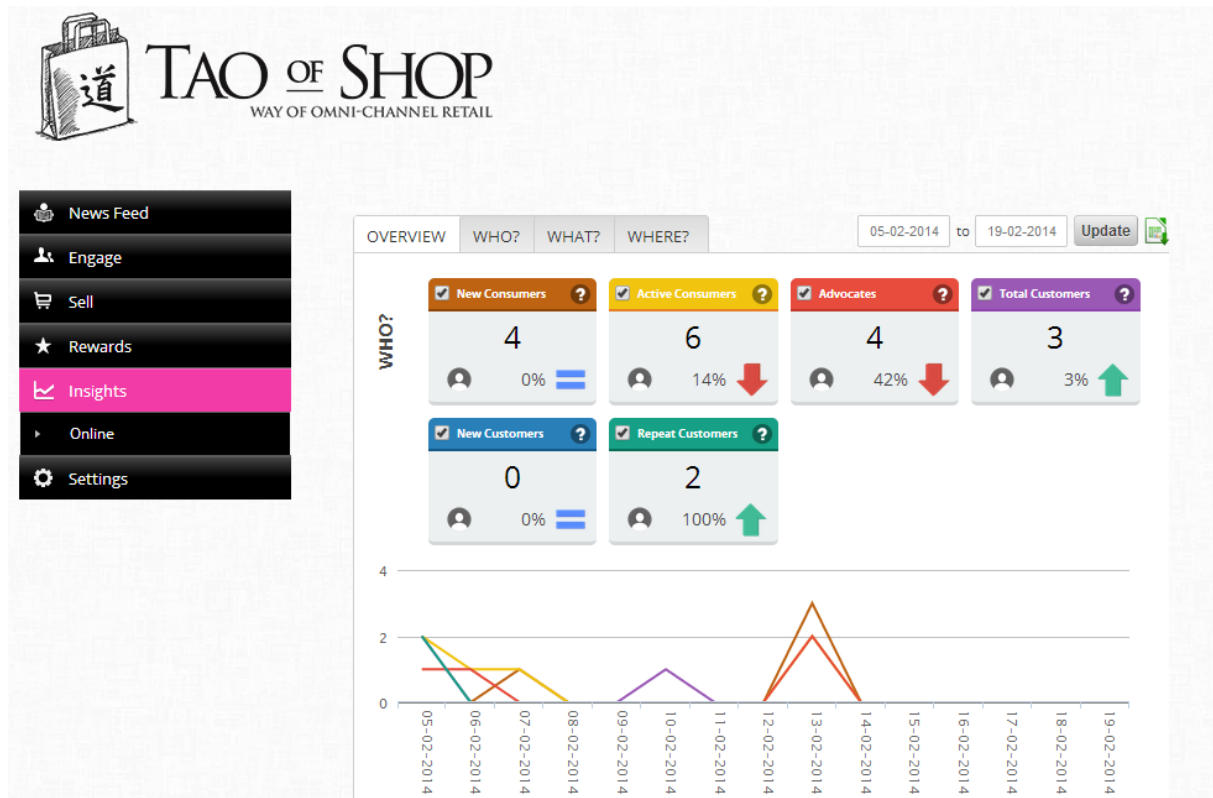 道
TAO OF SHOP
WAY OF OMNI-CHANNEL RETAIL
News Feed
Engage
Sell
Rewards
Insights
Online
Settings
OVERVIEW WHO? WHAT? WHERE? 05-02-2014 to 19-02-2014 Update
WHO?
New Consumers ? Active Consumers ? Advocates ? Total Customers ?
4 6 4 3
0% 14% 42% 3%
New Customers ? Repeat Customers ?
0 2
0% 100%
4
2
0
05-02-2014
06-02-2014
07-02-2014
08-02-2014
09-02-2014
10-02-2014
11-02-2014
12-02-2014
13-02-2014
14-02-2014
15-02-2014
16-02-2014
17-02-2014
18-02-2014
19-02-2014